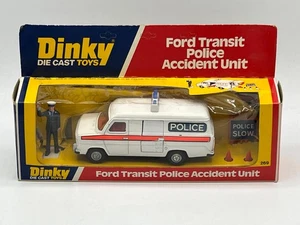 Dinky
DIE CAST TOYS
Ford Transit
Police
Accident Unit
POLICE
POLICE
SLOW
269
Dinky
DIE CAST TOYS
Ford Transit Police Accident Unit